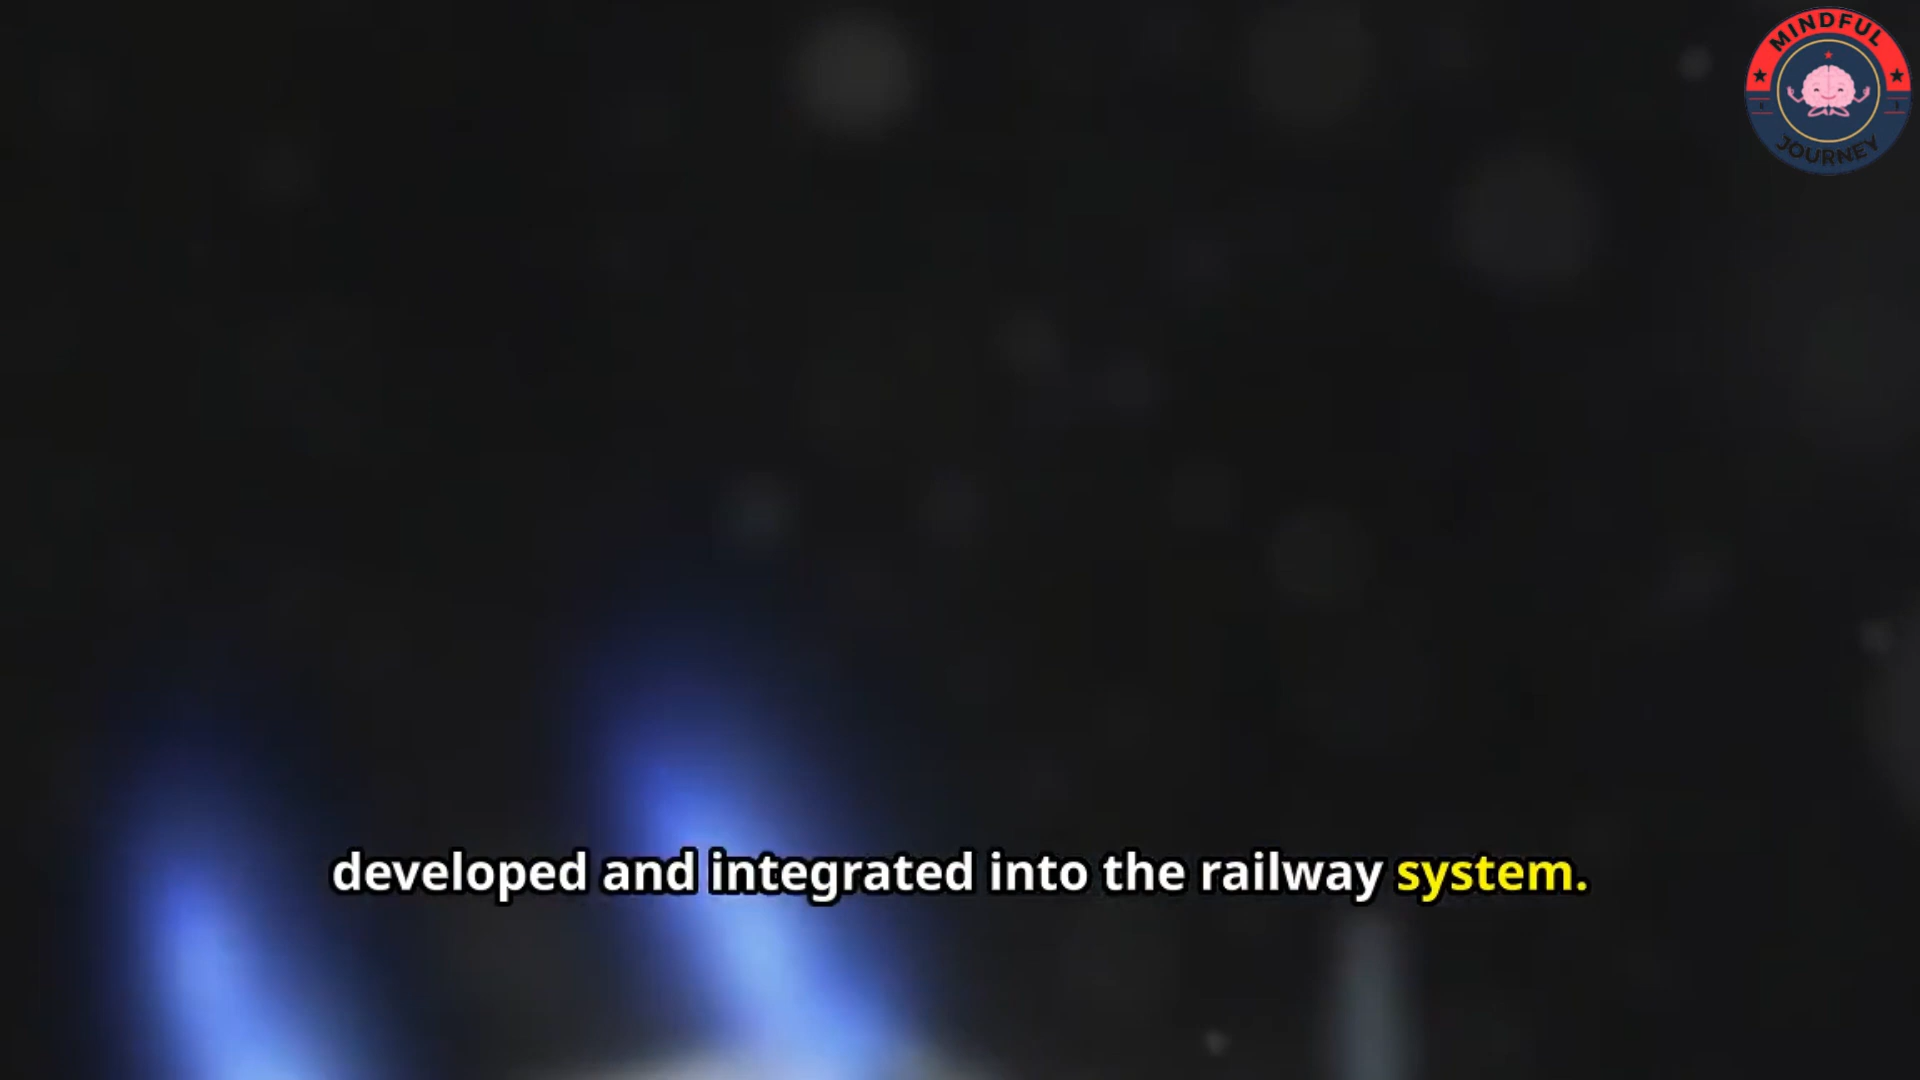 MINDFUL
JOURNEY
developed and integrated into the railway system.